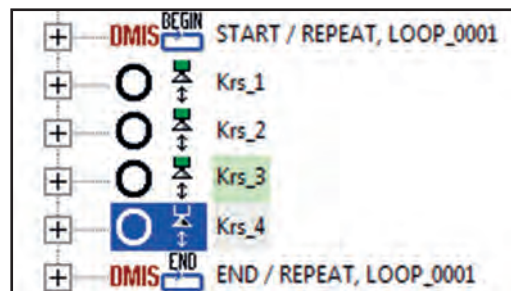 DMIS BEGIN START / REPEAT, LOOP_0001
Krs_1
Krs_2
Krs_3
Krs_4
DMIS END END / REPEAT, LOOP_0001